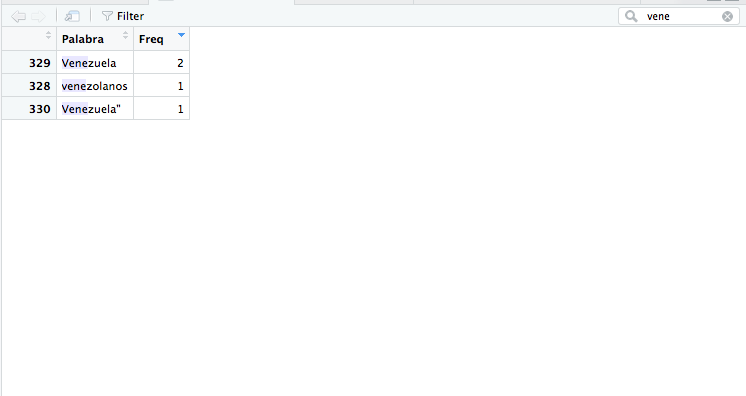 Filter vene
Palabra Freq
329 Venezuela 2
328 venezolanos 1
330 Venezuela" 1